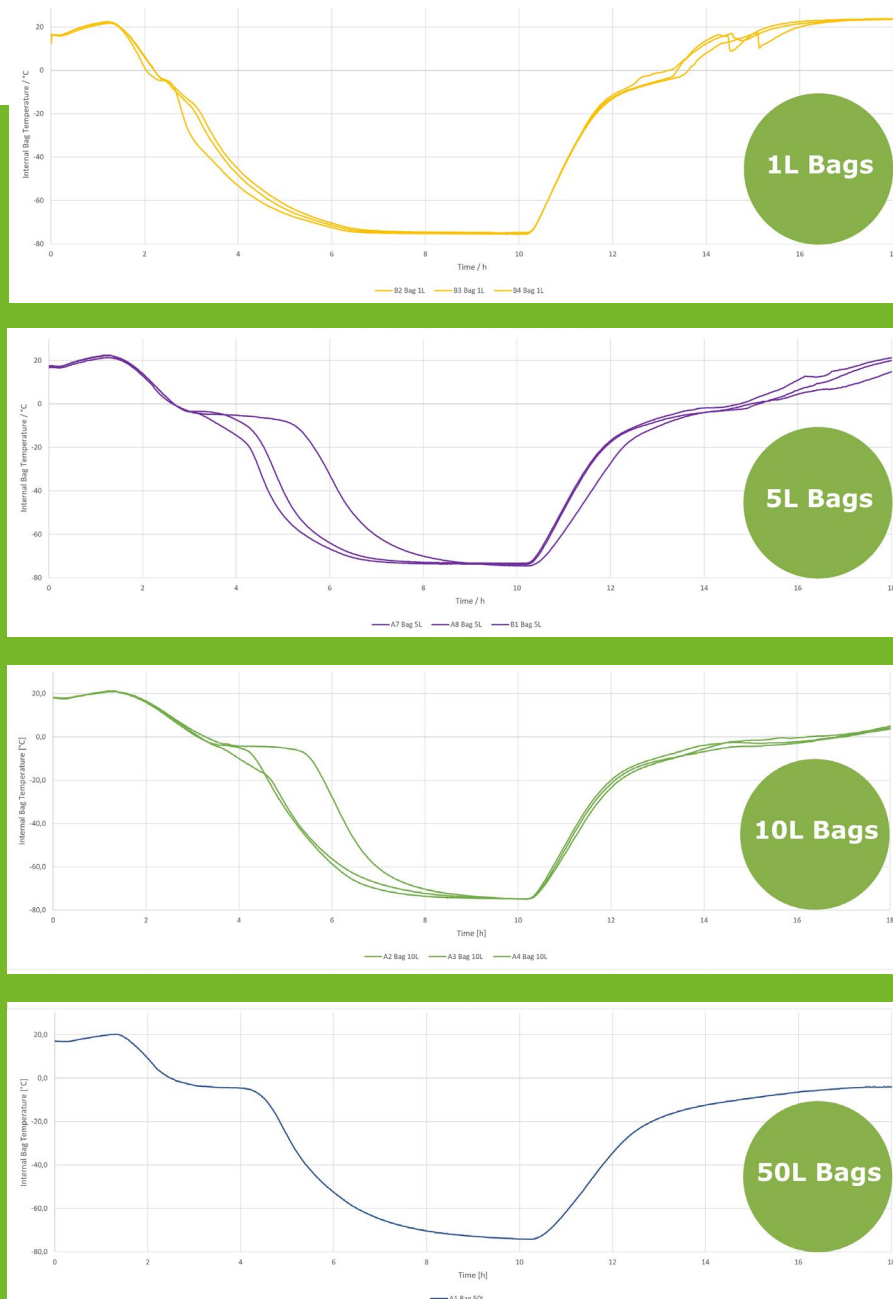 20
0
-20
-40
-60
-80
Internal Bag Temperature / °C
0 2 4 6 8 10 12 14 16 18
Time / h
B2 Bag 1L B3 Bag 1L B4 Bag 1L
1L Bags
20
0
-20
-40
-60
-80
Internal Bag Temperature / °C
0 2 4 6 8 10 12 14 16 18
Time / h
A7 Bag 5L A8 Bag 5L B1 Bag 5L
5L Bags
20,0
0,0
-20,0
-40,0
-60,0
-80,0
Internal Bag Temperature [°C]
0 2 4 6 8 10 12 14 16 18
Time [h]
A2 Bag 10L A3 Bag 10L A4 Bag 10L
10L Bags
20,0
0,0
-20,0
-40,0
-60,0
-80,0
Internal Bag Temperature [°C]
0 2 4 6 8 10 12 14 16 18
Time [h]
A1 Bag 50L
50L Bags